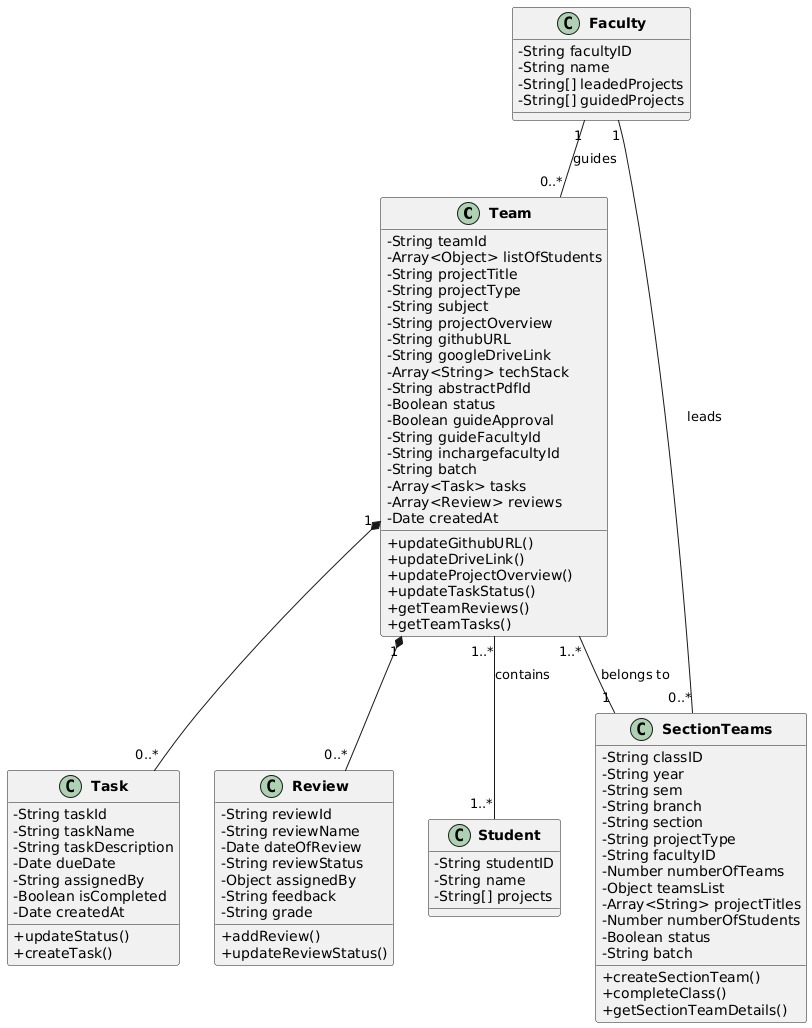 C Faculty
-String facultyID
-String name
-String[] leadedProjects
-String[] guidedProjects
1
1
guides
0..*
C Team
-String teamId
-Array<Object> listOfStudents
-String projectTitle
-String projectType
-String subject
-String projectOverview
-String githubURL
-String googleDriveLink
-Array<String> techStack
-String abstractPdfId
-Boolean status
-Boolean guideApproval
-String guideFacultyId
-String inchargefacultyId
-String batch
-Array<Task> tasks
-Array<Review> reviews
-Date createdAt
+updateGithubURL()
+updateDriveLink()
+updateProjectOverview()
+updateTaskStatus()
+getTeamReviews()
+getTeamTasks()
leads
1
1
1..*
1..*
contains
belongs to
0..*
0..*
1..*
1
0..*
C Task
-String taskId
-String taskName
-String taskDescription
-Date dueDate
-String assignedBy
-Boolean isCompleted
-Date createdAt
+updateStatus()
+createTask()
C Review
-String reviewId
-String reviewName
-Date dateOfReview
-String reviewStatus
-Object assignedBy
-String feedback
-String grade
+addReview()
+updateReviewStatus()
C Student
-String studentID
-String name
-String[] projects
C SectionTeams
-String classID
-String year
-String sem
-String branch
-String section
-String projectType
-String facultyID
-Number numberOfTeams
-Object teamsList
-Array<String> projectTitles
-Number numberOfStudents
-Boolean status
-String batch
+createSectionTeam()
+completeClass()
+getSectionTeamDetails()